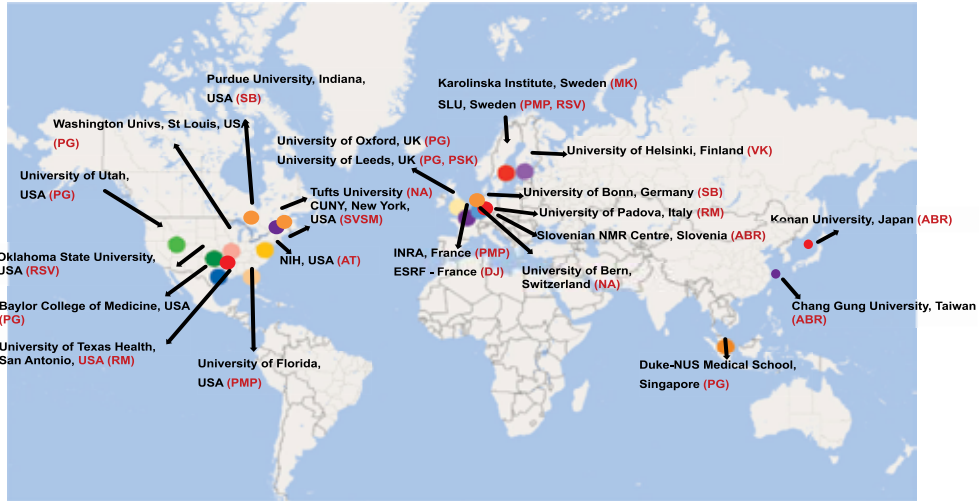 Purdue University, Indiana,
USA (SB)
Washington Univs, St Louis, USA
(PG)
University of Utah,
USA (PG)
Karolinska Institute, Sweden (MK)
SLU, Sweden (PMP, RSV)
University of Oxford, UK (PG)
University of Leeds, UK (PG, PSK)
University of Helsinki, Finland (VK)
Tufts University (NA)
CUNY, New York,
USA (SVSM)
NIH, USA (AT)
University of Bonn, Germany (SB)
University of Padova, Italy (RM)
Slovenian NMR Centre, Slovenia (ABR)
Konan University, Japan (ABR)
Oklahoma State University,
USA (RSV)
INRA, France (PMP)
ESRF - France (DJ)
University of Bern,
Switzerland (NA)
Baylor College of Medicine, USA
(PG)
Chang Gung University, Taiwan
(ABR)
University of Texas Health,
San Antonio, USA (RM)
University of Florida,
USA (PMP)
Duke-NUS Medical School,
Singapore (PG)